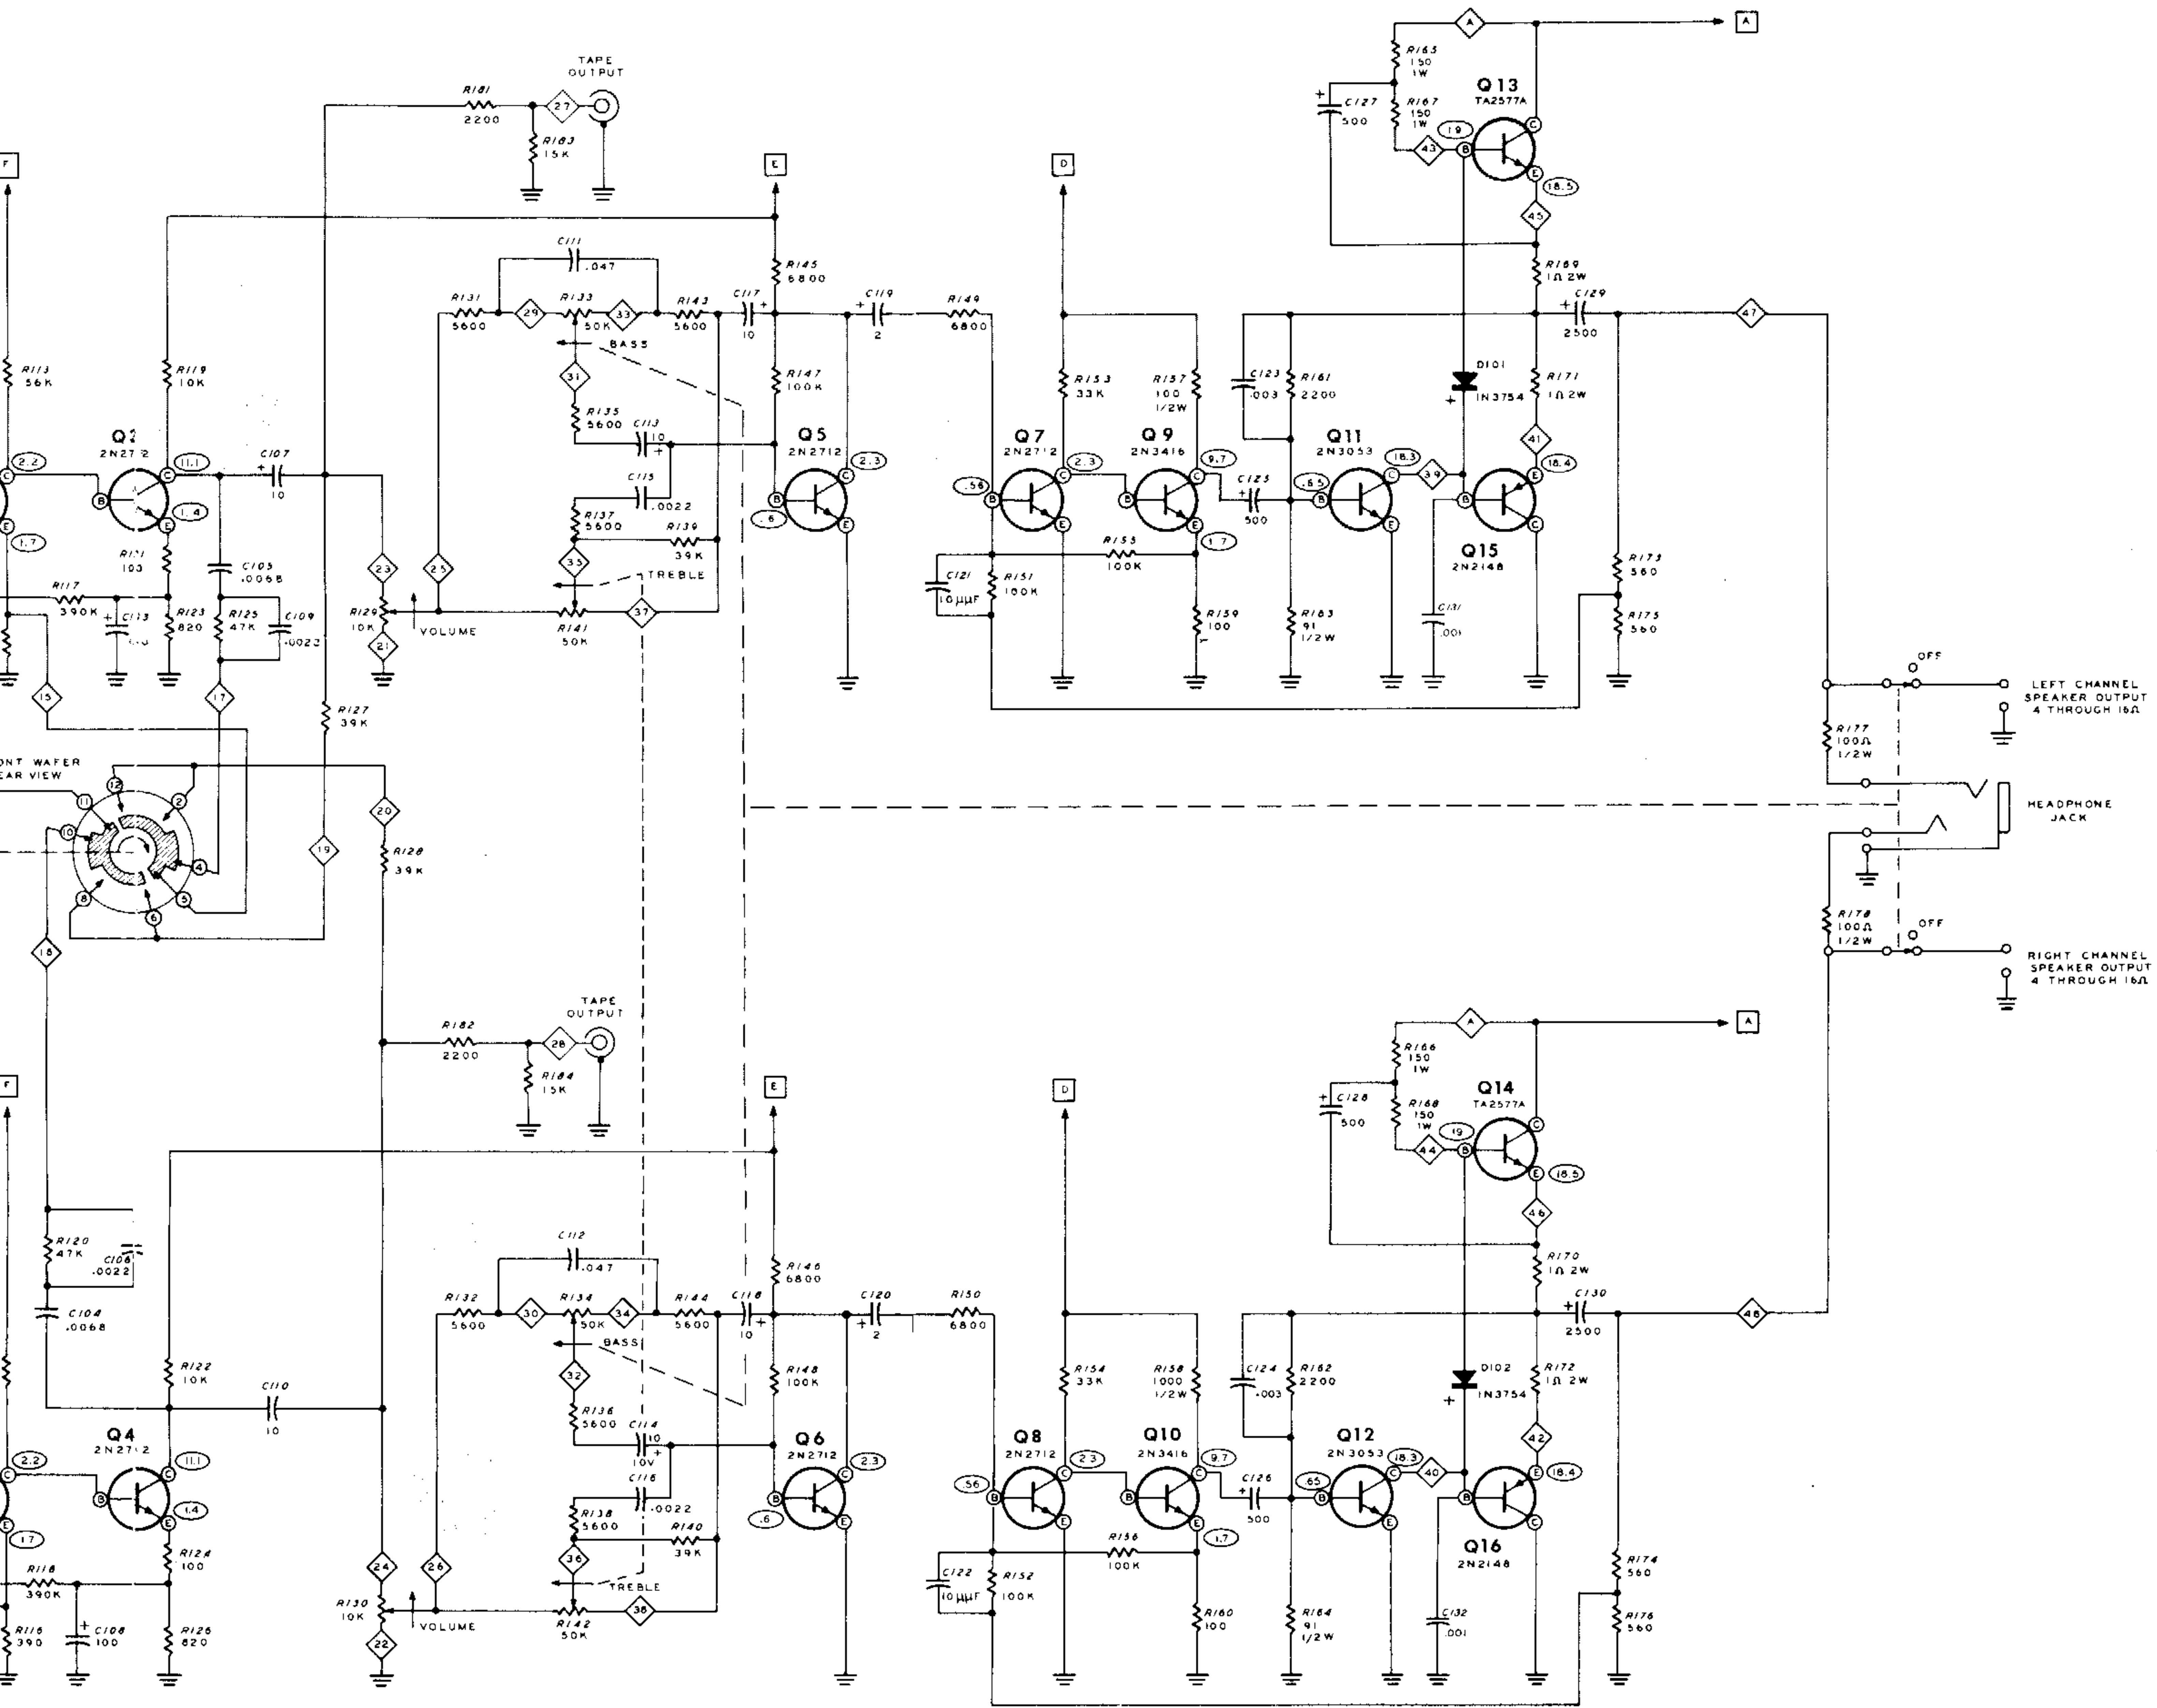 A
A
R165
150
1W
Q13
TA2577A
C127
500
R167
150
1W
19
43
B
C
E
18.5
45
TAPE
OUTPUT
R181
2200
27
R183
15K
F
E
D
C111
.047
R145
6800
R169
1Ω 2W
R131
5600
29
R133
50K
33
R143
5600
C117
10
C119
2
R149
6800
C129
2500
47
BASS
R113
56K
R119
10K
31
R147
100K
R153
33K
R157
100
1/2W
C123
.003
R161
2200
D101
1N3754
R171
1Ω 2W
R135
5600
C113
10
41
Q2
C107
10
Q5
2N2712
Q7
2N2712
Q9
2N3416
Q11
2N3053
2.2
11.1
2.3
2.3
9.7
18.3
39
18.4
C115
.0022
.56
C125
500
.65
1.4
R137
5600
R139
39K
.6
1.7
Q15
2N2148
1.7
C105
.0068
23
25
35
TREBLE
R155
100K
R173
560
R117
390K
R123
820
R125
47K
C109
.0022
R129
10K
VOLUME
R141
50K
37
C121
10μμF
R151
R159
100
R163
91
1/2W
C131
.001
R175
560
21
OFF
15
17
LEFT CHANNEL
SPEAKER OUTPUT
4 THROUGH 16Ω
R127
39K
R177
100Ω
1/2W
ONT WAFER
EAR VIEW
12
11
2
10
4
8
5
6
20
19
R128
39K
HEADPHONE
JACK
18
R178
100Ω
1/2W
OFF
RIGHT CHANNEL
SPEAKER OUTPUT
4 THROUGH 16Ω
TAPE
OUTPUT
R182
2200
28
R184
15K
A
A
R166
150
1W
Q14
TA2577A
C128
500
R168
150
1W
19
44
18.5
46
F
E
D
R120
47K
.0022
C112
.047
R146
6800
R170
1Ω 2W
C104
.0068
R132
5600
30
R134
50K
34
R144
5600
C118
10
C120
2
R150
6800
C130
2500
48
BASS
R122
10K
C110
10
32
R148
100K
R154
33K
R158
1000
1/2W
C124
.003
R162
2200
D102
1N3754
R172
1Ω 2W
R136
5600
C114
10
10V
42
Q4
2N2712
Q6
2N2712
Q8
2N2712
Q10
2N3416
Q12
2N3053
2.2
11.1
2.3
2.3
9.7
18.3
40
18.4
C116
.0022
.56
C126
500
.65
1.4
R138
5600
R140
39K
.6
1.7
Q16
2N2148
1.7
R124
100
24
26
36
TREBLE
R156
100K
R174
560
R118
390K
R130
10K
VOLUME
R142
50K
38
C122
10μμF
R152
100K
R160
100
R164
91
1/2W
C132
.001
R176
560
R116
390
C108
100
R126
820
22